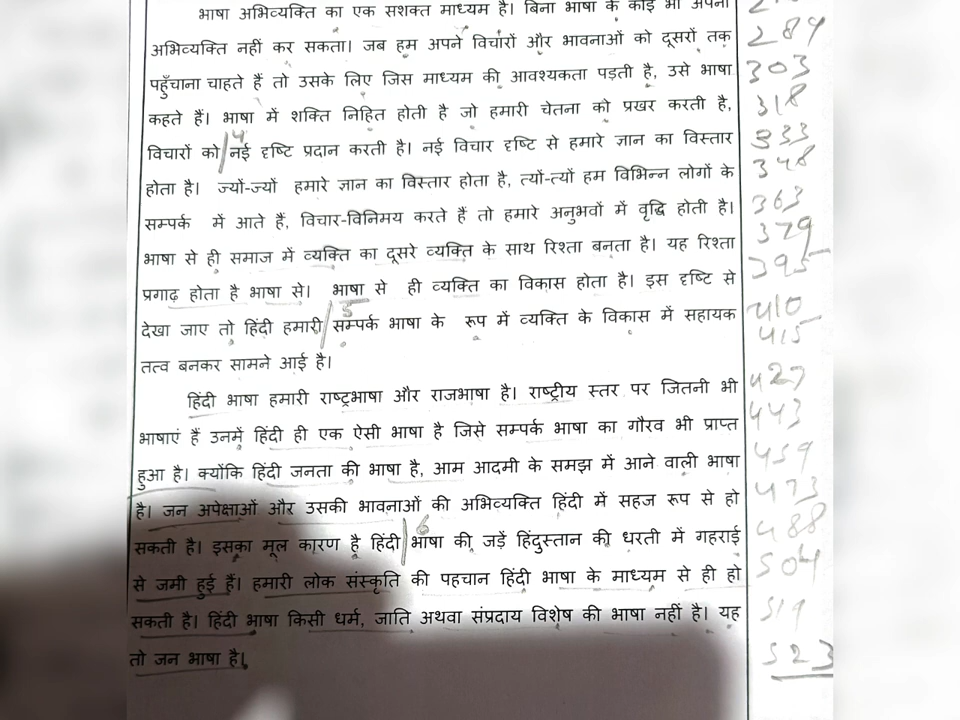 भाषा अभिव्यक्ति का एक सशक्त माध्यम है। बिना भाषा के कोई भी अपनी
अभिव्यक्ति नहीं कर सकता। जब हम अपने विचारों और भावनाओं को दूसरों तक 289
पहुँचाना चाहते हैं तो उसके लिए जिस माध्यम की आवश्यकता पड़ती है, उसे भाषा 303
कहते हैं। भाषा में शक्ति निहित होती है जो हमारी चेतना को प्रखर करती है, 318
विचारों को/4 नई दृष्टि प्रदान करती है। नई विचार दृष्टि से हमारे ज्ञान का विस्तार 333
होता है। ज्यों-ज्यों हमारे ज्ञान का विस्तार होता है, त्यों-त्यों हम विभिन्न लोगों के 348
सम्पर्क में आते हैं, विचार-विनिमय करते हैं तो हमारे अनुभवों में वृद्धि होती है। 363
भाषा से ही समाज में व्यक्ति का दूसरे व्यक्ति के साथ रिश्ता बनता है। यह रिश्ता 379
प्रगाढ़ होता है भाषा से। भाषा से ही व्यक्ति का विकास होता है। इस दृष्टि से 395
देखा जाए तो हिंदी हमारी/5 सम्पर्क भाषा के रूप में व्यक्ति के विकास में सहायक 410
तत्व बनकर सामने आई है। 415
हिंदी भाषा हमारी राष्ट्रभाषा और राजभाषा है। राष्ट्रीय स्तर पर जितनी भी 427
भाषाएं हैं उनमें हिंदी ही एक ऐसी भाषा है जिसे सम्पर्क भाषा का गौरव भी प्राप्त 443
हुआ है। क्योंकि हिंदी जनता की भाषा है, आम आदमी के समझ में आने वाली भाषा 459
है। जन अपेक्षाओं और उसकी भावनाओं की अभिव्यक्ति हिंदी में सहज रूप से हो 473
सकती है। इसका मूल कारण है हिंदी/6 भाषा की जड़ें हिंदुस्तान की धरती में गहराई 488
से जमी हुई हैं। हमारी लोक संस्कृति की पहचान हिंदी भाषा के माध्यम से ही हो 504
सकती है। हिंदी भाषा किसी धर्म, जाति अथवा संप्रदाय विशेष की भाषा नहीं है। यह 519
तो जन भाषा है। 523